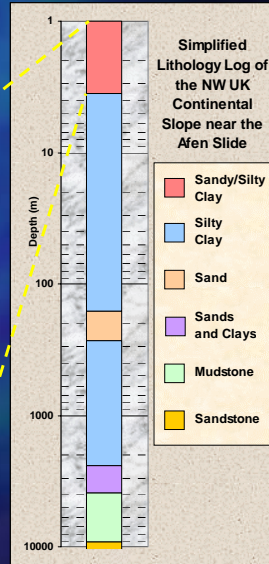 Simplified
Lithology Log of
the NW UK
Continental
Slope near the
Afen Slide
1
10
100
1000
10000
Depth (m)
Sandy/Silty
Clay
Silty
Clay
Sand
Sands
and Clays
Mudstone
Sandstone